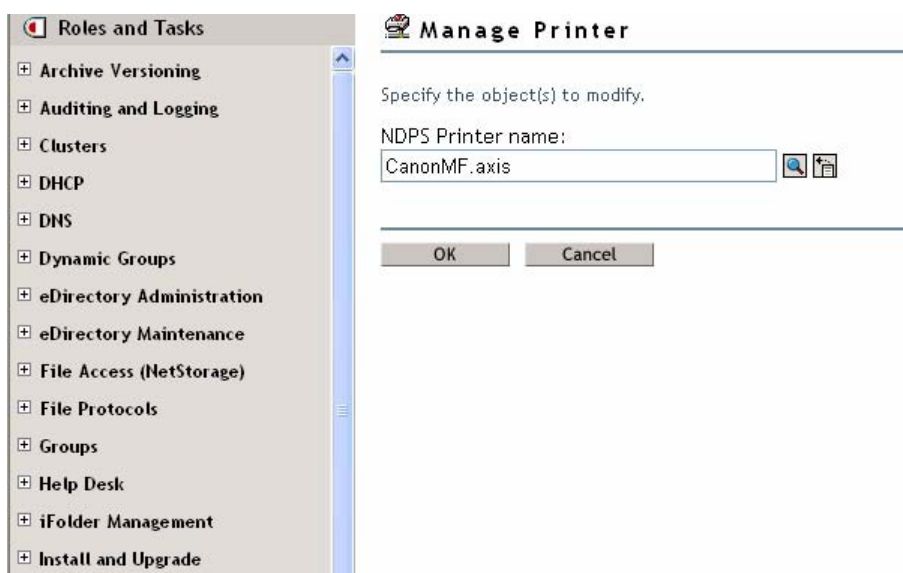 Roles and Tasks
Archive Versioning
Auditing and Logging
Clusters
DHCP
DNS
Dynamic Groups
eDirectory Administration
eDirectory Maintenance
File Access (NetStorage)
File Protocols
Groups
Help Desk
iFolder Management
Install and Upgrade
Manage Printer
Specify the object(s) to modify.
NDPS Printer name:
CanonMF.axis
OK Cancel